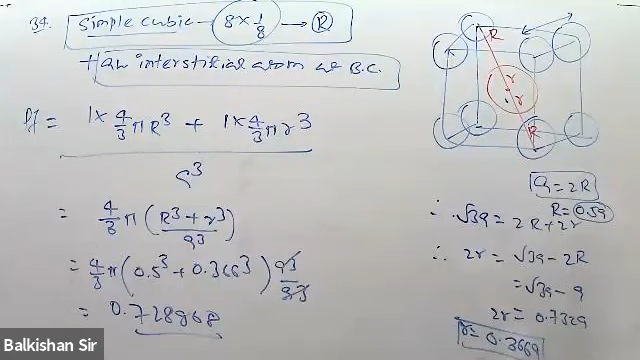 34. Simple cubic – 8 × 1/8 → R
+ Has interstitial atom at B.C.
Pf = 1 × 4/3 π R³ + 1 × 4/3 π r³
a³
= 4/3 π (R³ + r³ / a³)
= 4/3 π (0.5³ + 0.366³) a³/a³
= 0.728968
R
r
r
R
a = 2R
R = 0.5a
∴ √3a = 2R + 2r
∴ 2r = √3a – 2R
= √3a – a
2r = 0.732a
r = 0.366a
Balkishan Sir